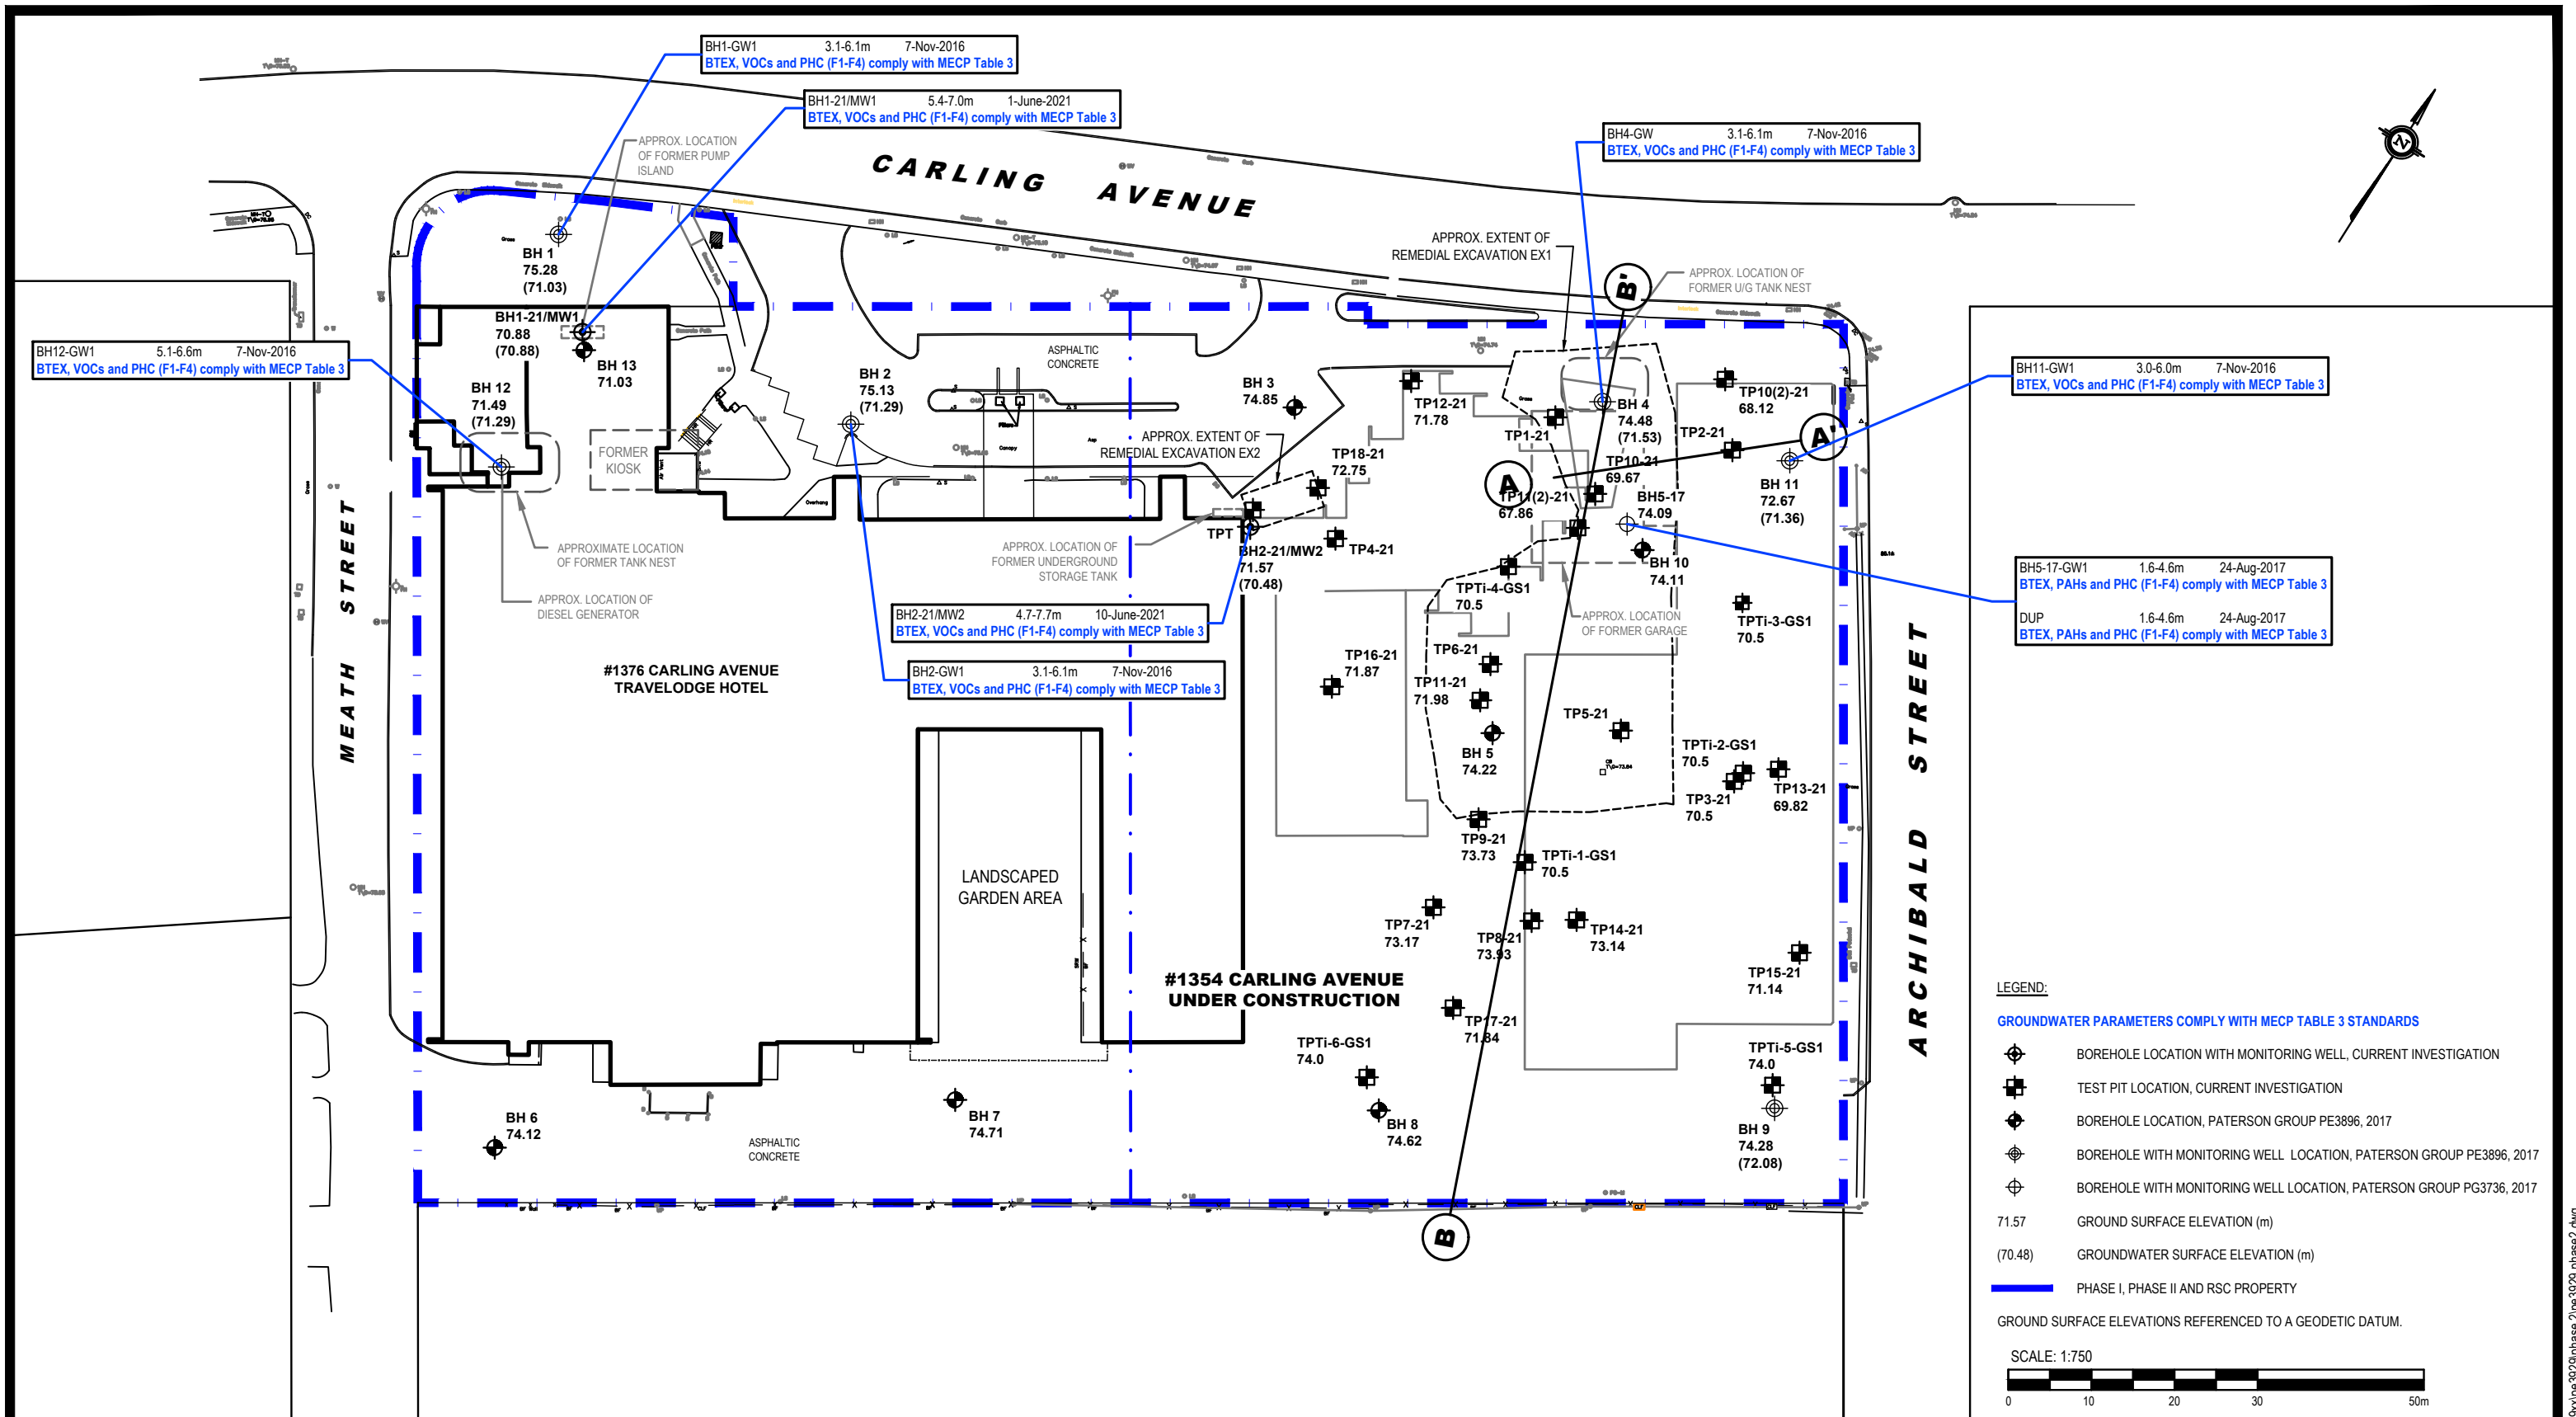 BH1-GW1 3.1-6.1m 7-Nov-2016
BTEX, VOCs and PHC (F1-F4) comply with MECP Table 3
BH1-21/MW1 5.4-7.0m 1-June-2021
BTEX, VOCs and PHC (F1-F4) comply with MECP Table 3
BH4-GW 3.1-6.1m 7-Nov-2016
BTEX, VOCs and PHC (F1-F4) comply with MECP Table 3
APPROX. LOCATION
OF FORMER PUMP
ISLAND
CARLING AVENUE
N
APPROX. EXTENT OF
REMEDIAL EXCAVATION EX1
APPROX. LOCATION OF
FORMER U/G TANK NEST
B'
BH 1
75.28
(71.03)
BH1-21/MW1
70.88
(70.88)
BH 13
71.03
BH12-GW1 5.1-6.6m 7-Nov-2016
BTEX, VOCs and PHC (F1-F4) comply with MECP Table 3
BH 12
71.49
(71.29)
BH 2
75.13
(71.29)
ASPHALTIC
CONCRETE
BH 3
74.85
TP12-21
71.78
BH 4
74.48
(71.53)
TP1-21
TP10(2)-21
68.12
TP2-21
A'
BH11-GW1 3.0-6.0m 7-Nov-2016
BTEX, VOCs and PHC (F1-F4) comply with MECP Table 3
FORMER
KIOSK
Canopy
Overhang
APPROX. EXTENT OF
REMEDIAL EXCAVATION EX2
TP18-21
72.75
A
TP10-21
69.67
TP11(2)-21
67.86
BH5-17
74.09
BH 11
72.67
(71.36)
APPROXIMATE LOCATION
OF FORMER TANK NEST
APPROX. LOCATION OF
DIESEL GENERATOR
APPROX. LOCATION OF
FORMER UNDERGROUND
STORAGE TANK
TPT
BH2-21/MW2
71.57
(70.48)
TP4-21
BH 10
74.11
TPTi-4-GS1
70.5
APPROX. LOCATION
OF FORMER GARAGE
TPTi-3-GS1
70.5
BH5-17-GW1 1.6-4.6m 24-Aug-2017
BTEX, PAHs and PHC (F1-F4) comply with MECP Table 3
DUP 1.6-4.6m 24-Aug-2017
BTEX, PAHs and PHC (F1-F4) comply with MECP Table 3
BH2-21/MW2 4.7-7.7m 10-June-2021
BTEX, VOCs and PHC (F1-F4) comply with MECP Table 3
BH2-GW1 3.1-6.1m 7-Nov-2016
BTEX, VOCs and PHC (F1-F4) comply with MECP Table 3
MEATH STREET
#1376 CARLING AVENUE
TRAVELODGE HOTEL
TP16-21
71.87
TP6-21
TP11-21
71.98
BH 5
74.22
TP5-21
TPTi-2-GS1
70.5
TP3-21
70.5
TP13-21
69.82
ARCHIBALD STREET
TP9-21
73.73
TPTi-1-GS1
70.5
LANDSCAPED
GARDEN AREA
TP7-21
73.17
TP8-21
73.93
TP14-21
73.14
TP15-21
71.14
#1354 CARLING AVENUE
UNDER CONSTRUCTION
TP17-21
71.84
TPTi-6-GS1
74.0
TPTi-5-GS1
74.0
BH 6
74.12
BH 7
74.71
BH 8
74.62
BH 9
74.28
(72.08)
ASPHALTIC
CONCRETE
B
LEGEND:
GROUNDWATER PARAMETERS COMPLY WITH MECP TABLE 3 STANDARDS
BOREHOLE LOCATION WITH MONITORING WELL, CURRENT INVESTIGATION
TEST PIT LOCATION, CURRENT INVESTIGATION
BOREHOLE LOCATION, PATERSON GROUP PE3896, 2017
BOREHOLE WITH MONITORING WELL LOCATION, PATERSON GROUP PE3896, 2017
BOREHOLE WITH MONITORING WELL LOCATION, PATERSON GROUP PG3736, 2017
71.57 GROUND SURFACE ELEVATION (m)
(70.48) GROUNDWATER SURFACE ELEVATION (m)
PHASE I, PHASE II AND RSC PROPERTY
GROUND SURFACE ELEVATIONS REFERENCED TO A GEODETIC DATUM.
SCALE: 1:750
0 10 20 30 50m